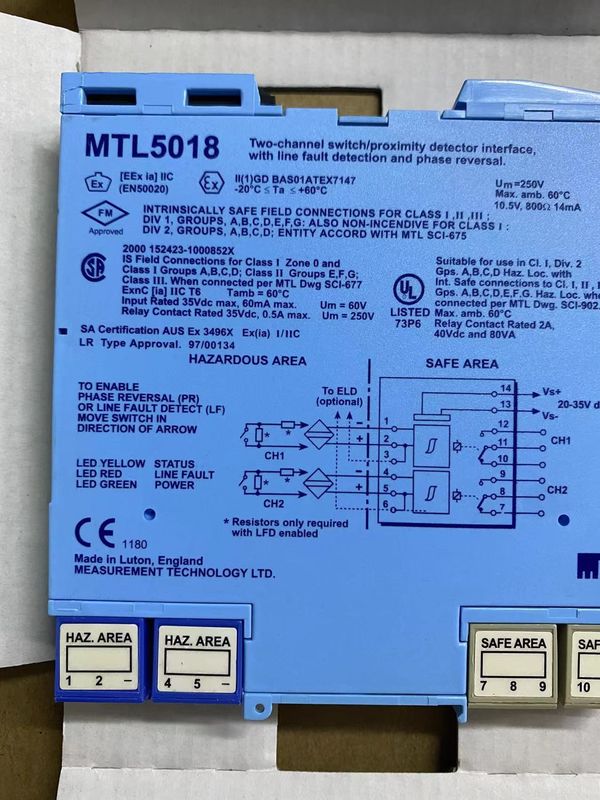 MTL5018
Two-channel switch/proximity detector interface,
with line fault detection and phase reversal.
Ex
[EEx ia] IIC
(EN50020)
εx
II(1)GD BAS01ATEX7147
-20°C ≤ Ta ≤ +60°C
Um=250V
Max. amb. 60°C
10.5V, 800Ω 14mA
FM
Approved
INTRINSICALLY SAFE FIELD CONNECTIONS FOR CLASS I ,II ,III ;
DIV 1, GROUPS, A,B,C,D,E,F,G: ALSO NON-INCENDIVE FOR CLASS I :
DIV 2, GROUPS, A,B,C,D; ENTITY ACCORD WITH MTL SCI-675
SA
2000 152423-1000852X
IS Field Connections for Class I Zone 0 and
Class I Groups A,B,C,D; Class II Groups E,F,G;
Class III. When connected per MTL Dwg SCI-677
ExnC [ia] IIC T6 Tamb = 60°C
Input Rated 35Vdc max, 60mA max. Um = 60V
Relay Contact Rated 35Vdc, 0.5A max. Um = 250V
UL
LISTED
73P6
Suitable for use in Cl. I, Div. 2
Gps. A,B,C,D Haz. Loc. with
Int. Safe connections to Cl. I, II,
Gps. A,B,C,D,E,F,G. Haz. Loc. when
connected per MTL Dwg. SCI-902.
Max. amb. 60°C
Relay Contact Rated 2A,
40Vdc and 80VA
SA Certification AUS Ex 3496X Ex(ia) I/IIC
LR Type Approval. 97/00134
HAZARDOUS AREA
SAFE AREA
TO ENABLE
PHASE REVERSAL (PR)
OR LINE FAULT DETECT (LF)
MOVE SWITCH IN
DIRECTION OF ARROW
LED YELLOW STATUS
LED RED LINE FAULT
LED GREEN POWER
To ELD
(optional)
* *
CH1
− 1
+ 2
3
* *
CH2
− 4
+ 5
6
14 Vs+
13 Vs-
20-35V d
12
11
10
CH1
9
8
7
CH2
* Resistors only required
with LFD enabled
CE 1180
Made in Luton, England
MEASUREMENT TECHNOLOGY LTD.
HAZ. AREA
1 2 −
HAZ. AREA
4 5 −
SAFE AREA
7 8 9
10